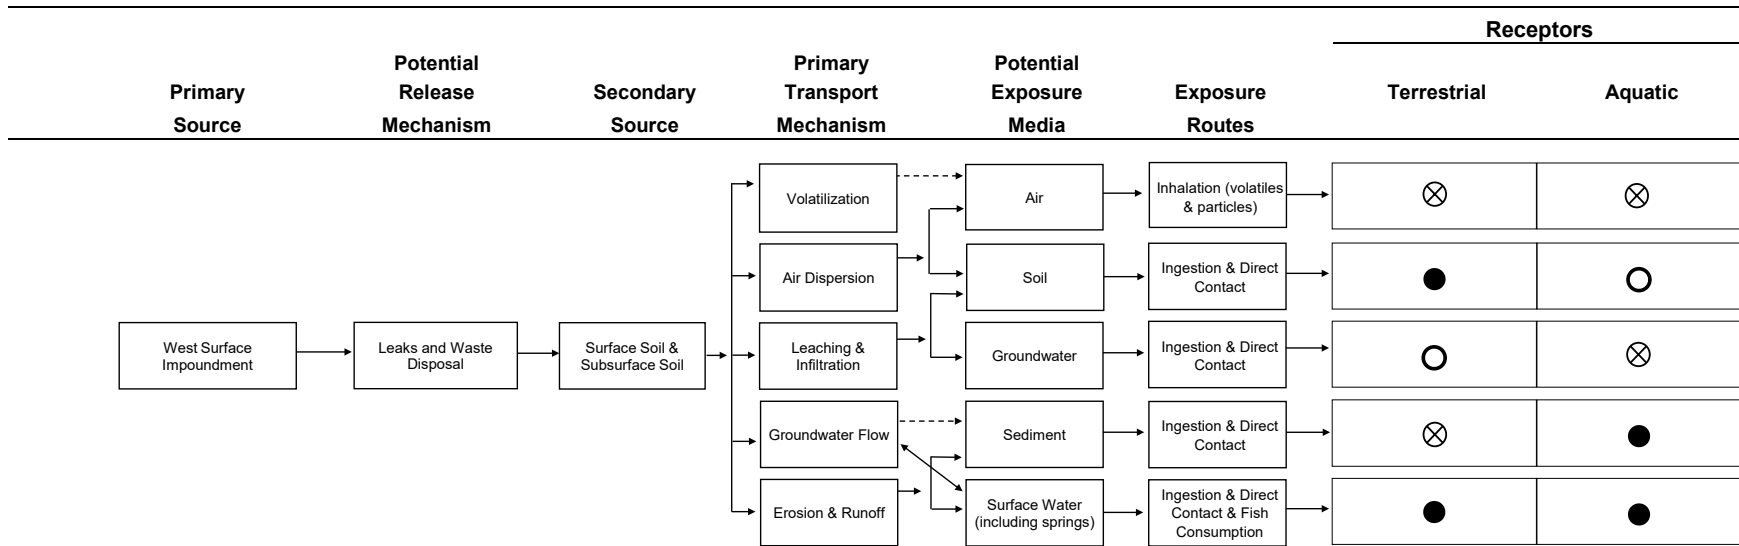 Receptors
Primary
Source
Potential
Release
Mechanism
Secondary
Source
Primary
Transport
Mechanism
Potential
Exposure
Media
Exposure
Routes
Terrestrial
Aquatic
West Surface
Impoundment
Leaks and Waste
Disposal
Surface Soil &
Subsurface Soil
Volatilization
Air
Inhalation (volatiles
& particles)
Air Dispersion
Soil
Ingestion & Direct
Contact
Leaching &
Infiltration
Groundwater
Ingestion & Direct
Contact
Groundwater Flow
Sediment
Ingestion & Direct
Contact
Erosion & Runoff
Surface Water
(including springs)
Ingestion & Direct
Contact & Fish
Consumption